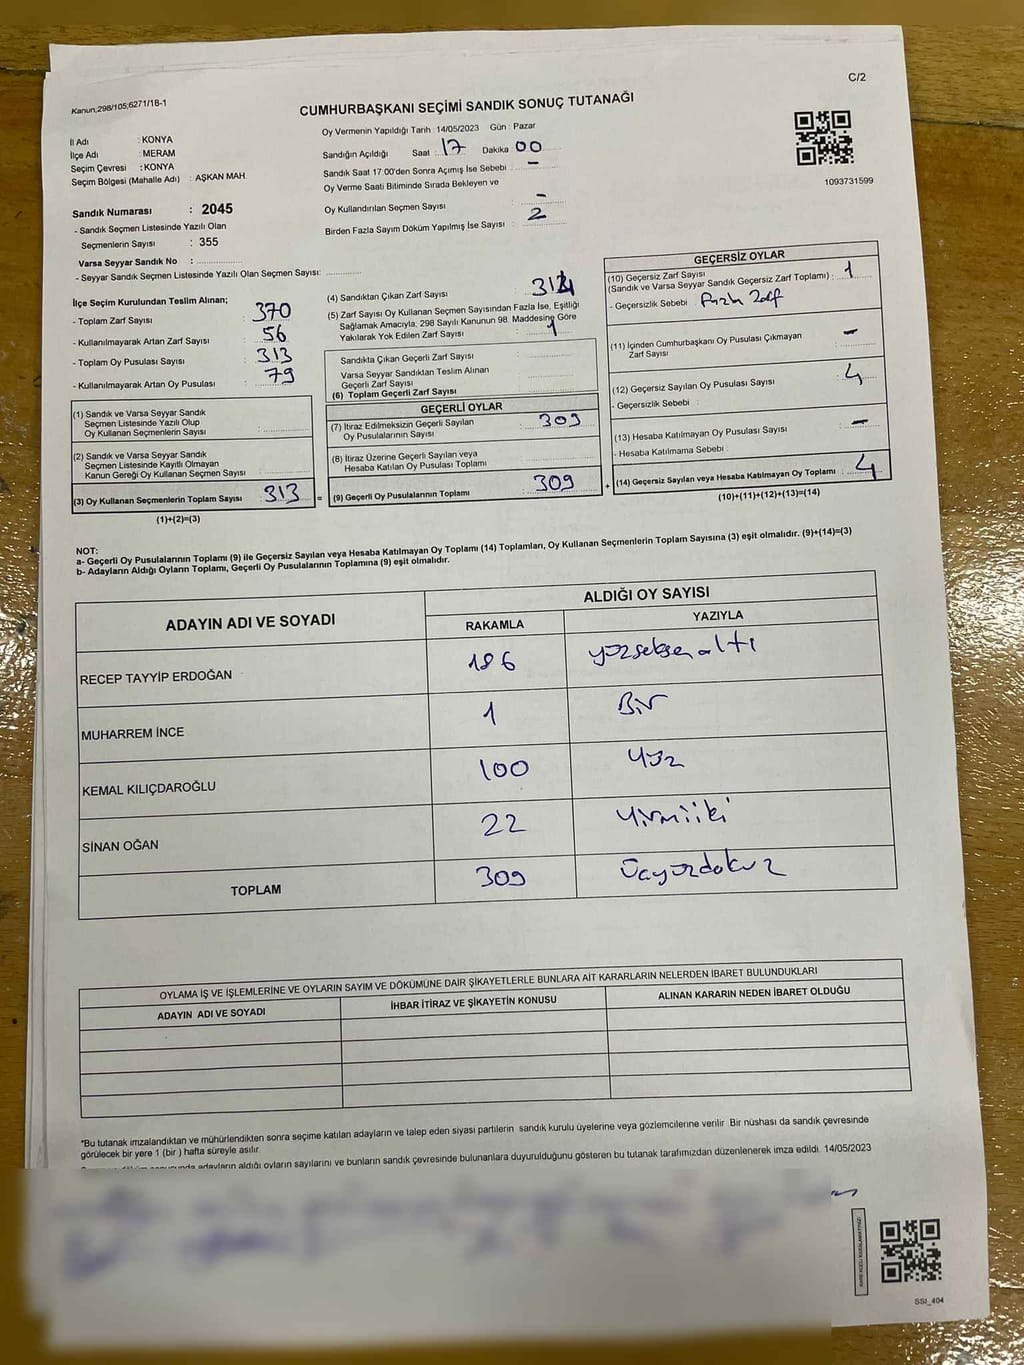 C/2
Kanun;298/105;6271/18-1
CUMHURBAŞKANI SEÇİMİ SANDIK SONUÇ TUTANAĞI
İl Adı : KONYA
İlçe Adı : MERAM
Seçim Çevresi : KONYA
Seçim Bölgesi (Mahalle Adı) : AŞKAN MAH.
Sandık Numarası : 2045
- Sandık Seçmen Listesinde Yazılı Olan
Seçmenlerin Sayısı : 355
Varsa Seyyar Sandık No :
- Seyyar Sandık Seçmen Listesinde Yazılı Olan Seçmen Sayısı:
Oy Vermenin Yapıldığı Tarih : 14/05/2023 Gün : Pazar
Sandığın Açıldığı Saat : 17 Dakika 00
Sandık Saat 17:00'den Sonra Açımış İse Sebebi : -
Oy Verme Saati Bitiminde Sırada Bekleyen ve
Oy Kullandırılan Seçmen Sayısı : -
Birden Fazla Sayım Döküm Yapılmış İse Sayısı : 2
1093731599
İlçe Seçim Kurulundan Teslim Alınan;
- Toplam Zarf Sayısı : 370
- Kullanılmayarak Artan Zarf Sayısı : 56
- Toplam Oy Pusulası Sayısı : 313
- Kullanılmayarak Artan Oy Pusulası : 79
(1) Sandık ve Varsa Seyyar Sandık
Seçmen Listesinde Yazılı Olup
Oy Kullanan Seçmenlerin Sayısı :
(2) Sandık ve Varsa Seyyar Sandık
Seçmen Listesinde Kayıtlı Olmayan
Kanun Gereği Oy Kullanan Seçmen Sayısı
(3) Oy Kullanan Seçmenlerin Toplam Sayısı 313 =
(1)+(2)=(3)
(4) Sandıktan Çıkan Zarf Sayısı : 314
(5) Zarf Sayısı Oy Kullanan Seçmen Sayısından Fazla İse, Eşitliği
Sağlamak Amacıyla, 298 Sayılı Kanunun 98. Maddesine Göre
Yakılarak Yok Edilen Zarf Sayısı : 1
Sandıkta Çıkan Geçerli Zarf Sayısı :
Varsa Seyyar Sandıktan Teslim Alınan
Geçerli Zarf Sayısı :
(6) Toplam Geçerli Zarf Sayısı
GEÇERLİ OYLAR
(7) İtiraz Edilmeksizin Geçerli Sayılan
Oy Pusulalarının Sayısı : 309
(8) İtiraz Üzerine Geçerli Sayılan veya
Hesaba Katılan Oy Pusulası Toplamı
(9) Geçerli Oy Pusulalarının Toplamı 309 +
GEÇERSİZ OYLAR
(10) Geçersiz Zarf Sayısı
(Sandık ve Varsa Seyyar Sandık Geçersiz Zarf Toplamı) : 1
- Geçersizlik Sebebi : Fazla Zarf
(11) İçinden Cumhurbaşkanı Oy Pusulası Çıkmayan
Zarf Sayısı : -
(12) Geçersiz Sayılan Oy Pusulası Sayısı : 4
- Geçersizlik Sebebi :
(13) Hesaba Katılmayan Oy Pusulası Sayısı : -
- Hesaba Katılmama Sebebi :
(14) Geçersiz Sayılan veya Hesaba Katılmayan Oy Toplamı : 4
(10)+(11)+(12)+(13)=(14)
NOT:
a- Geçerli Oy Pusulalarının Toplamı (9) ile Geçersiz Sayılan veya Hesaba Katılmayan Oy Toplamı (14) Toplamları, Oy Kullanan Seçmenlerin Toplam Sayısına (3) eşit olmalıdır. (9)+(14)=(3)
b- Adayların Aldığı Oyların Toplamı, Geçerli Oy Pusulalarının Toplamına (9) eşit olmalıdır.
ADAYIN ADI VE SOYADI ALDIĞI OY SAYISI
RAKAMLA YAZIYLA
RECEP TAYYİP ERDOĞAN 186 yüzseksenaltı
MUHARREM İNCE 1 Bir
KEMAL KILIÇDAROĞLU 100 Yüz
SİNAN OĞAN 22 Yirmiiki
TOPLAM 309 Üçyüzdokuz
OYLAMA İŞ VE İŞLEMLERİNE VE OYLARIN SAYIM VE DÖKÜMÜNE DAİR ŞİKAYETLERLE BUNLARA AİT KARARLARIN NELERDEN İBARET BULUNDUKLARI
ADAYIN ADI VE SOYADI İHBAR İTİRAZ VE ŞİKAYETİN KONUSU ALINAN KARARIN NEDEN İBARET OLDUĞU
*Bu tutanak imzalandıktan ve mühürlendikten sonra seçime katılan adayların ve talep eden siyasi partilerin sandık kurulu üyelerine veya gözlemcilerine verilir. Bir nüshası da sandık çevresinde
görülecek bir yere 1 (bir ) hafta süreyle asılır.
adayların aldığı oyların sayılarını ve bunların sandık çevresinde bulunanlara duyurulduğunu gösteren bu tutanak tarafımızdan düzenlenerek imza edildi. 14/05/2023
SSI_404